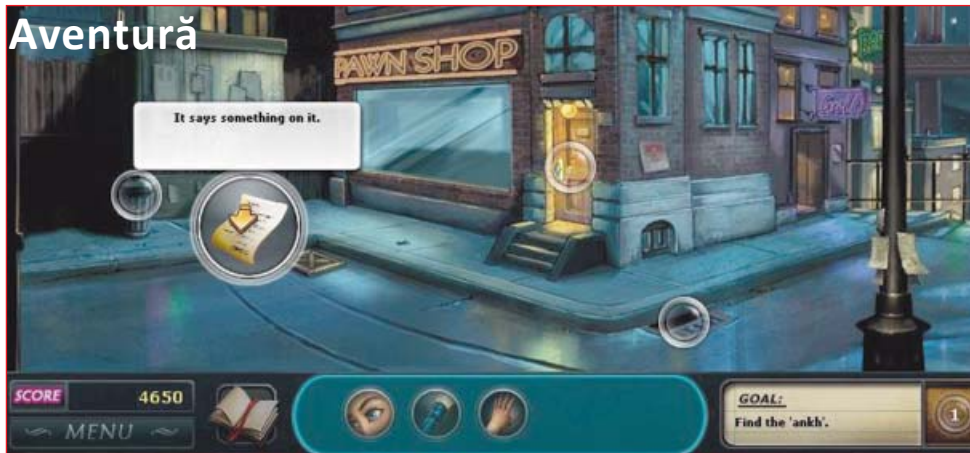 Aventură
PAWN SHOP
It says something on it.
SCORE
4650
MENU
GOAL:
Find the 'ankh'.
1